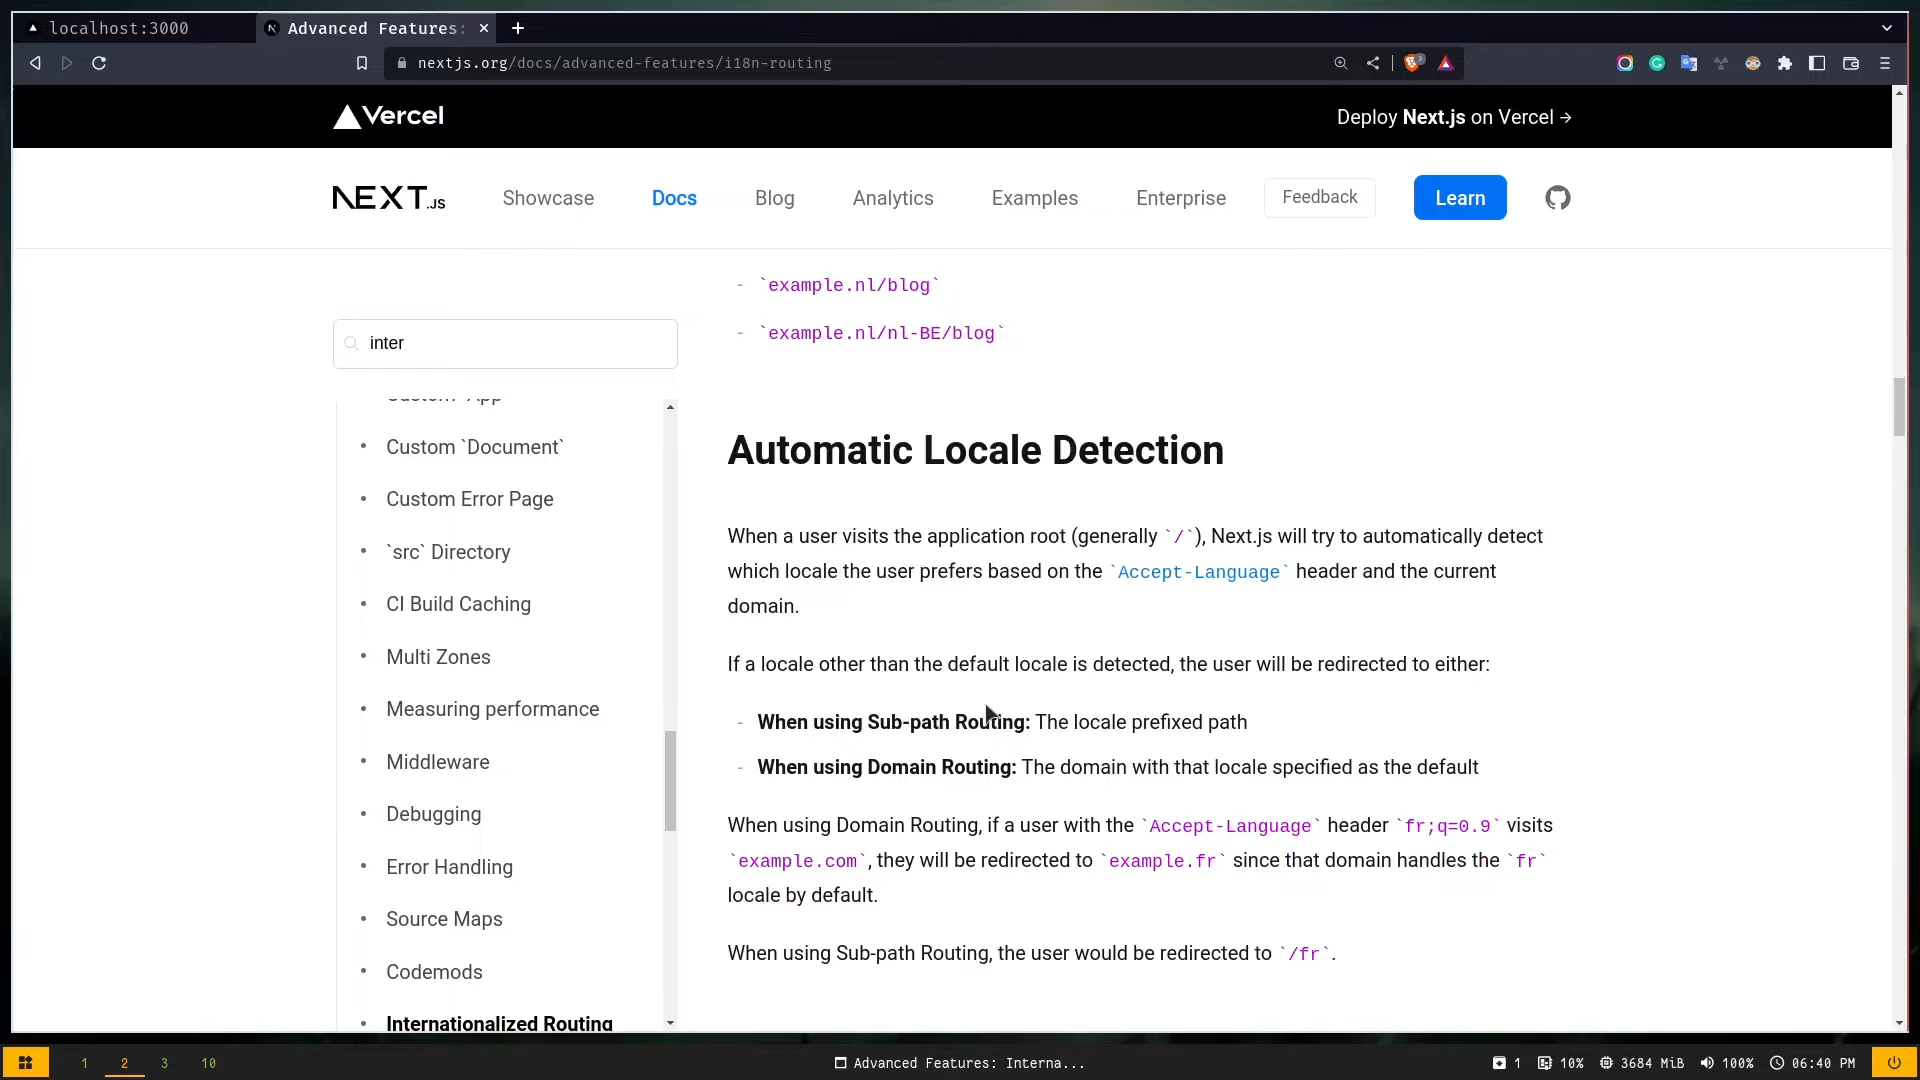 localhost:3000
Advanced Features:
nextjs.org/docs/advanced-features/i18n-routing
3
Vercel
Deploy Next.js on Vercel →
NEXT.JS
Showcase
Docs
Blog
Analytics
Examples
Enterprise
Feedback
Learn
inter
Custom `App`
Custom `Document`
Custom Error Page
`src` Directory
CI Build Caching
Multi Zones
Measuring performance
Middleware
Debugging
Error Handling
Source Maps
Codemods
Internationalized Routing
- `example.nl/blog`
- `example.nl/nl-BE/blog`
Automatic Locale Detection
When a user visits the application root (generally `/`), Next.js will try to automatically detect
which locale the user prefers based on the `Accept-Language` header and the current
domain.
If a locale other than the default locale is detected, the user will be redirected to either:
- When using Sub-path Routing: The locale prefixed path
- When using Domain Routing: The domain with that locale specified as the default
When using Domain Routing, if a user with the `Accept-Language` header `fr;q=0.9` visits
`example.com`, they will be redirected to `example.fr` since that domain handles the `fr`
locale by default.
When using Sub-path Routing, the user would be redirected to `/fr`.
1 2 3 10
Advanced Features: Interna...
1 10% 3684 MiB 100% 06:40 PM